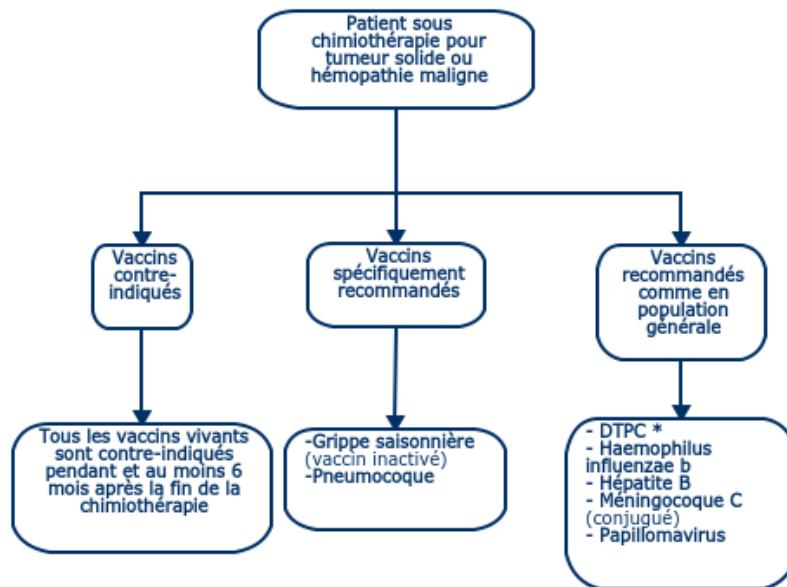 Patient sous
chimiothérapie pour
tumeur solide ou
hémopathie maligne
Vaccins
contre-
indiqués
Vaccins
spécifiquement
recommandés
Vaccins
recommandés
comme en
population
générale
Tous les vaccins vivants
sont contre-indiqués
pendant et au moins 6
mois après la fin de la
chimiothérapie
-Grippe saisonnière
(vaccin inactivé)
-Pneumocoque
- DTPC *
- Haemophilus
influenzae b
- Hépatite B
- Méningocoque C
(conjugué)
- Papillomavirus